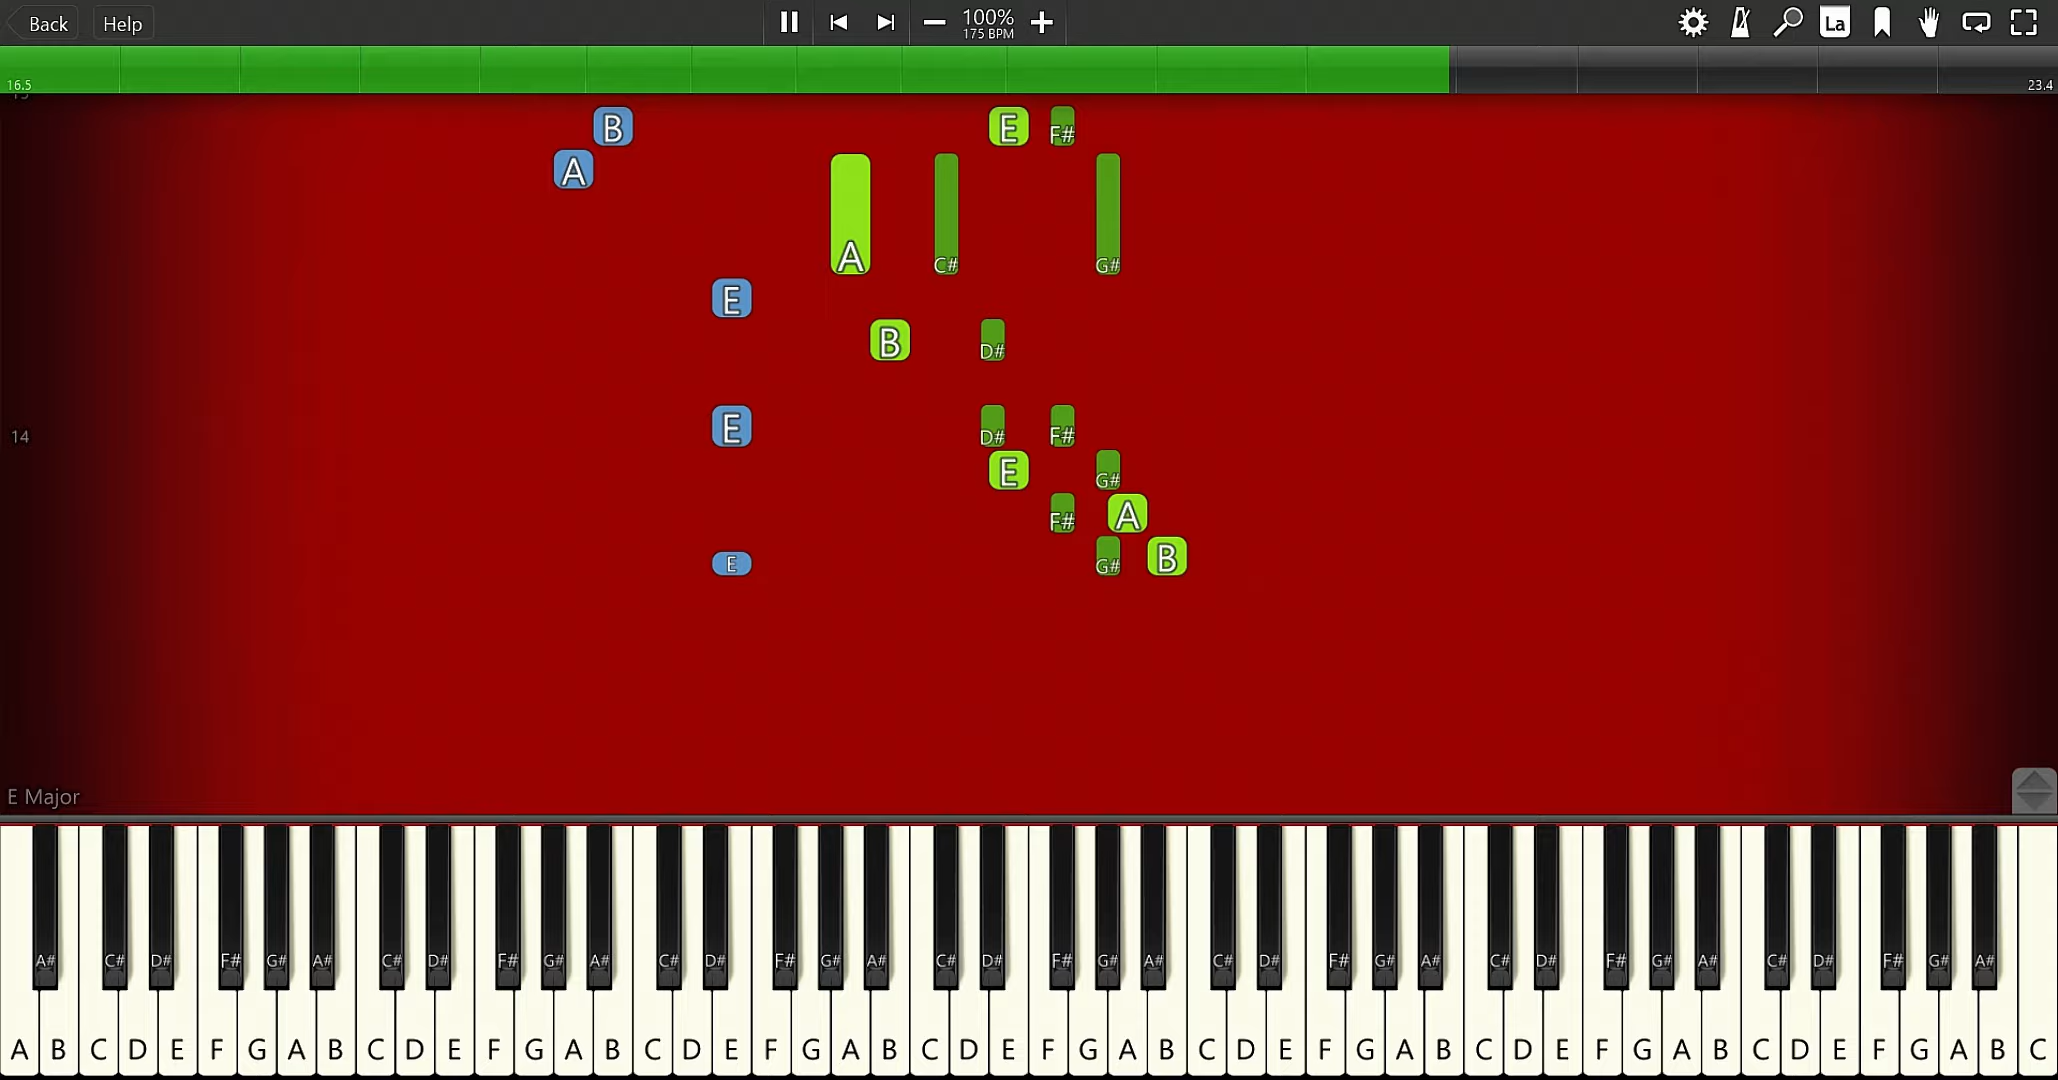 Back Help 100% La
175 BPM
16.5 23.4
B E F#
A
A C# G#
E
B D#
E D# F#
14
E G#
F# A
E G# B
E Major
A# C# D# F# G# A# C# D# F# G# A# C# D# F# G# A# C# D# F# G# A# C# D# F# G# A# C# D# F# G# A# C# D# F# G# A#
A B C D E F G A B C D E F G A B C D E F G A B C D E F G A B C D E F G A B C D E F G A B C D E F G A B C